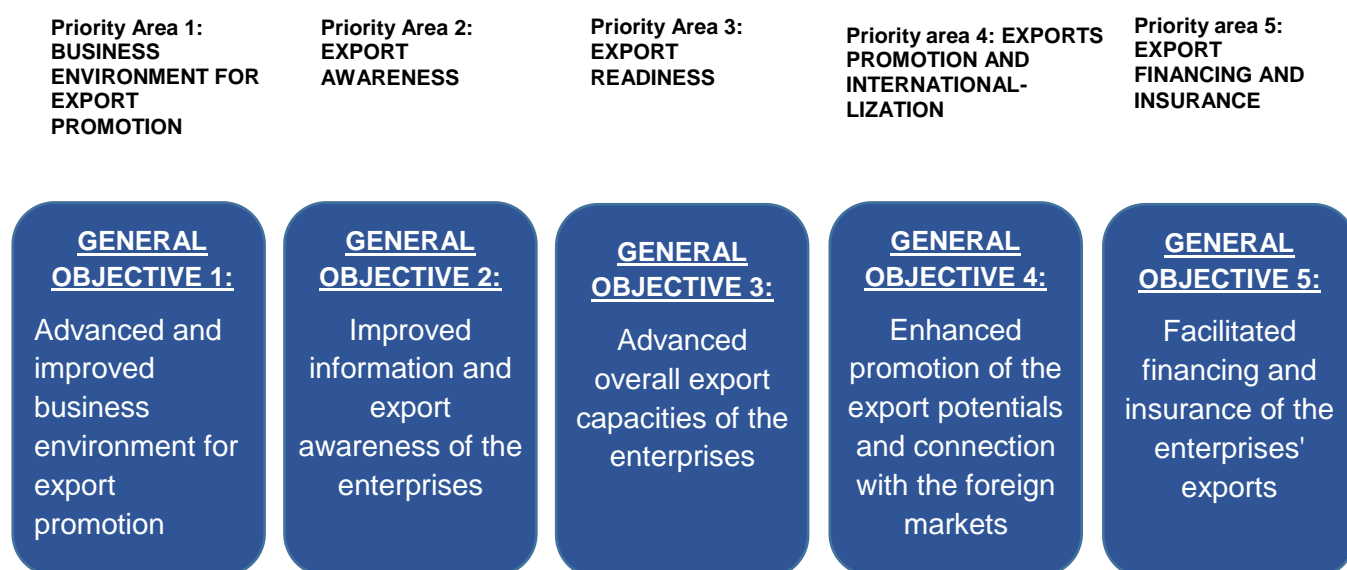 Priority Area 1:
BUSINESS
ENVIRONMENT FOR
EXPORT
PROMOTION
Priority Area 2:
EXPORT
AWARENESS
Priority Area 3:
EXPORT
READINESS
Priority area 4: EXPORTS
PROMOTION AND
INTERNATIONAL-
LIZATION
Priority area 5:
EXPORT
FINANCING AND
INSURANCE
GENERAL
OBJECTIVE 1:
Advanced and
improved
business
environment for
export
promotion
GENERAL
OBJECTIVE 2:
Improved
information and
export
awareness of the
enterprises
GENERAL
OBJECTIVE 3:
Advanced
overall export
capacities of the
enterprises
GENERAL
OBJECTIVE 4:
Enhanced
promotion of the
export potentials
and connection
with the foreign
markets
GENERAL
OBJECTIVE 5:
Facilitated
financing and
insurance of the
enterprises'
exports